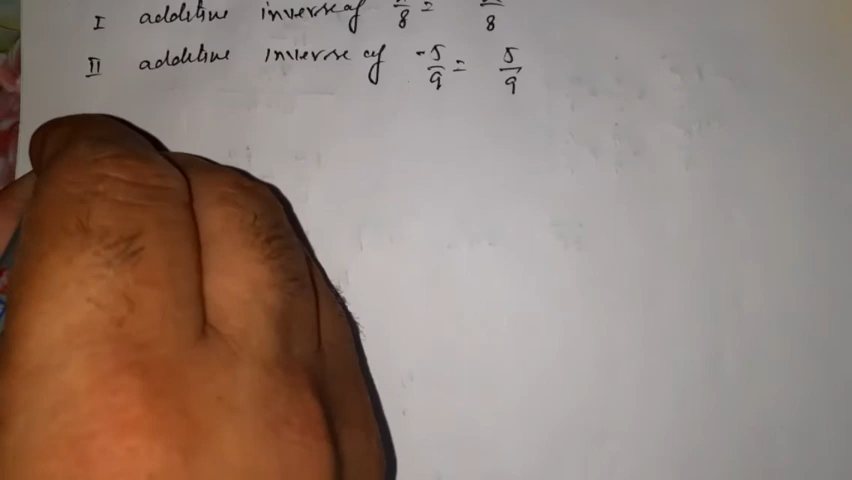 I additive inverse of 8 = 8
II additive inverse of -5/9 = 5/9